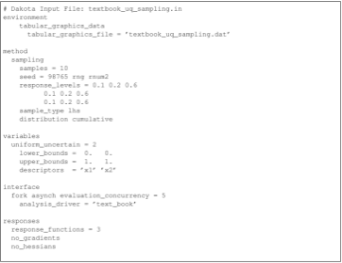 # Dakota Input File: textbook_uq_sampling.in
environment
tabular_graphics_data
tabular_graphics_file = 'textbook_uq_sampling.dat'
method
sampling
samples = 10
seed = 98765 rng rnum2
response_levels = 0.1 0.2 0.6
0.1 0.2 0.6
0.1 0.2 0.6
sample_type lhs
distribution cumulative
variables
uniform_uncertain = 2
lower_bounds = 0. 0.
upper_bounds = 1. 1.
descriptors = 'x1' 'x2'
interface
fork asynch evaluation_concurrency = 5
analysis_driver = 'text_book'
responses
response_functions = 3
no_gradients
no_hessians